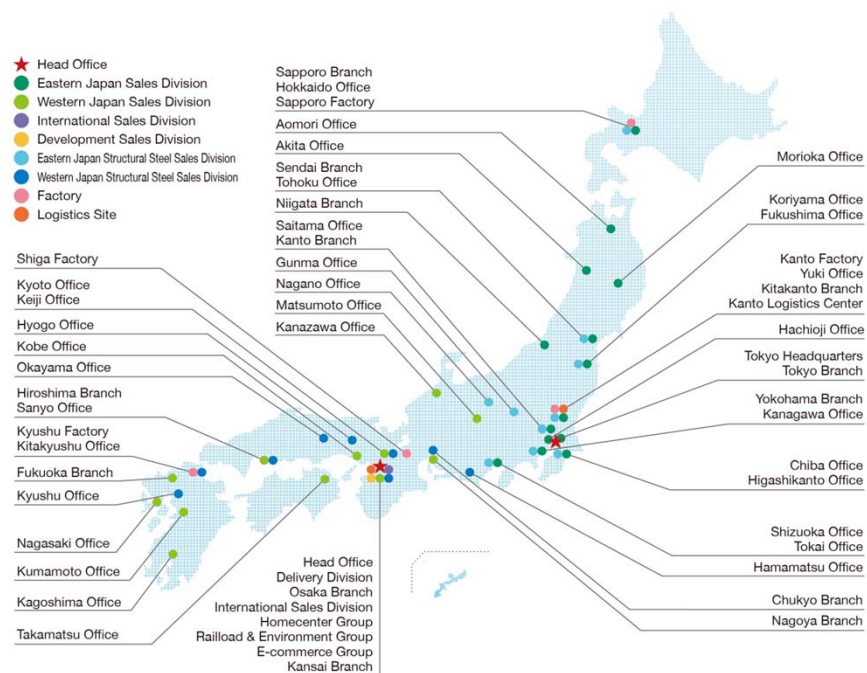 Head Office
Eastern Japan Sales Division
Western Japan Sales Division
International Sales Division
Development Sales Division
Eastern Japan Structural Steel Sales Division
Western Japan Structural Steel Sales Division
Factory
Logistics Site
Shiga Factory
Kyoto Office
Keiji Office
Hyogo Office
Kobe Office
Okayama Office
Hiroshima Branch
Sanyo Office
Kyushu Factory
Kitakyushu Office
Fukuoka Branch
Kyushu Office
Nagasaki Office
Kumamoto Office
Kagoshima Office
Takamatsu Office
Sapporo Branch
Hokkaido Office
Sapporo Factory
Aomori Office
Akita Office
Sendai Branch
Tohoku Office
Niigata Branch
Saitama Office
Kanto Branch
Gunma Office
Nagano Office
Matsumoto Office
Kanazawa Office
Head Office
Delivery Division
Osaka Branch
International Sales Division
Homecenter Group
Railload & Environment Group
E-commerce Group
Kansai Branch
Morioka Office
Koriyama Office
Fukushima Office
Kanto Factory
Yuki Office
Kitakanto Branch
Kanto Logistics Center
Hachioji Office
Tokyo Headquarters
Tokyo Branch
Yokohama Branch
Kanagawa Office
Chiba Office
Higashikanto Office
Shizuoka Office
Tokai Office
Hamamatsu Office
Chukyo Branch
Nagoya Branch